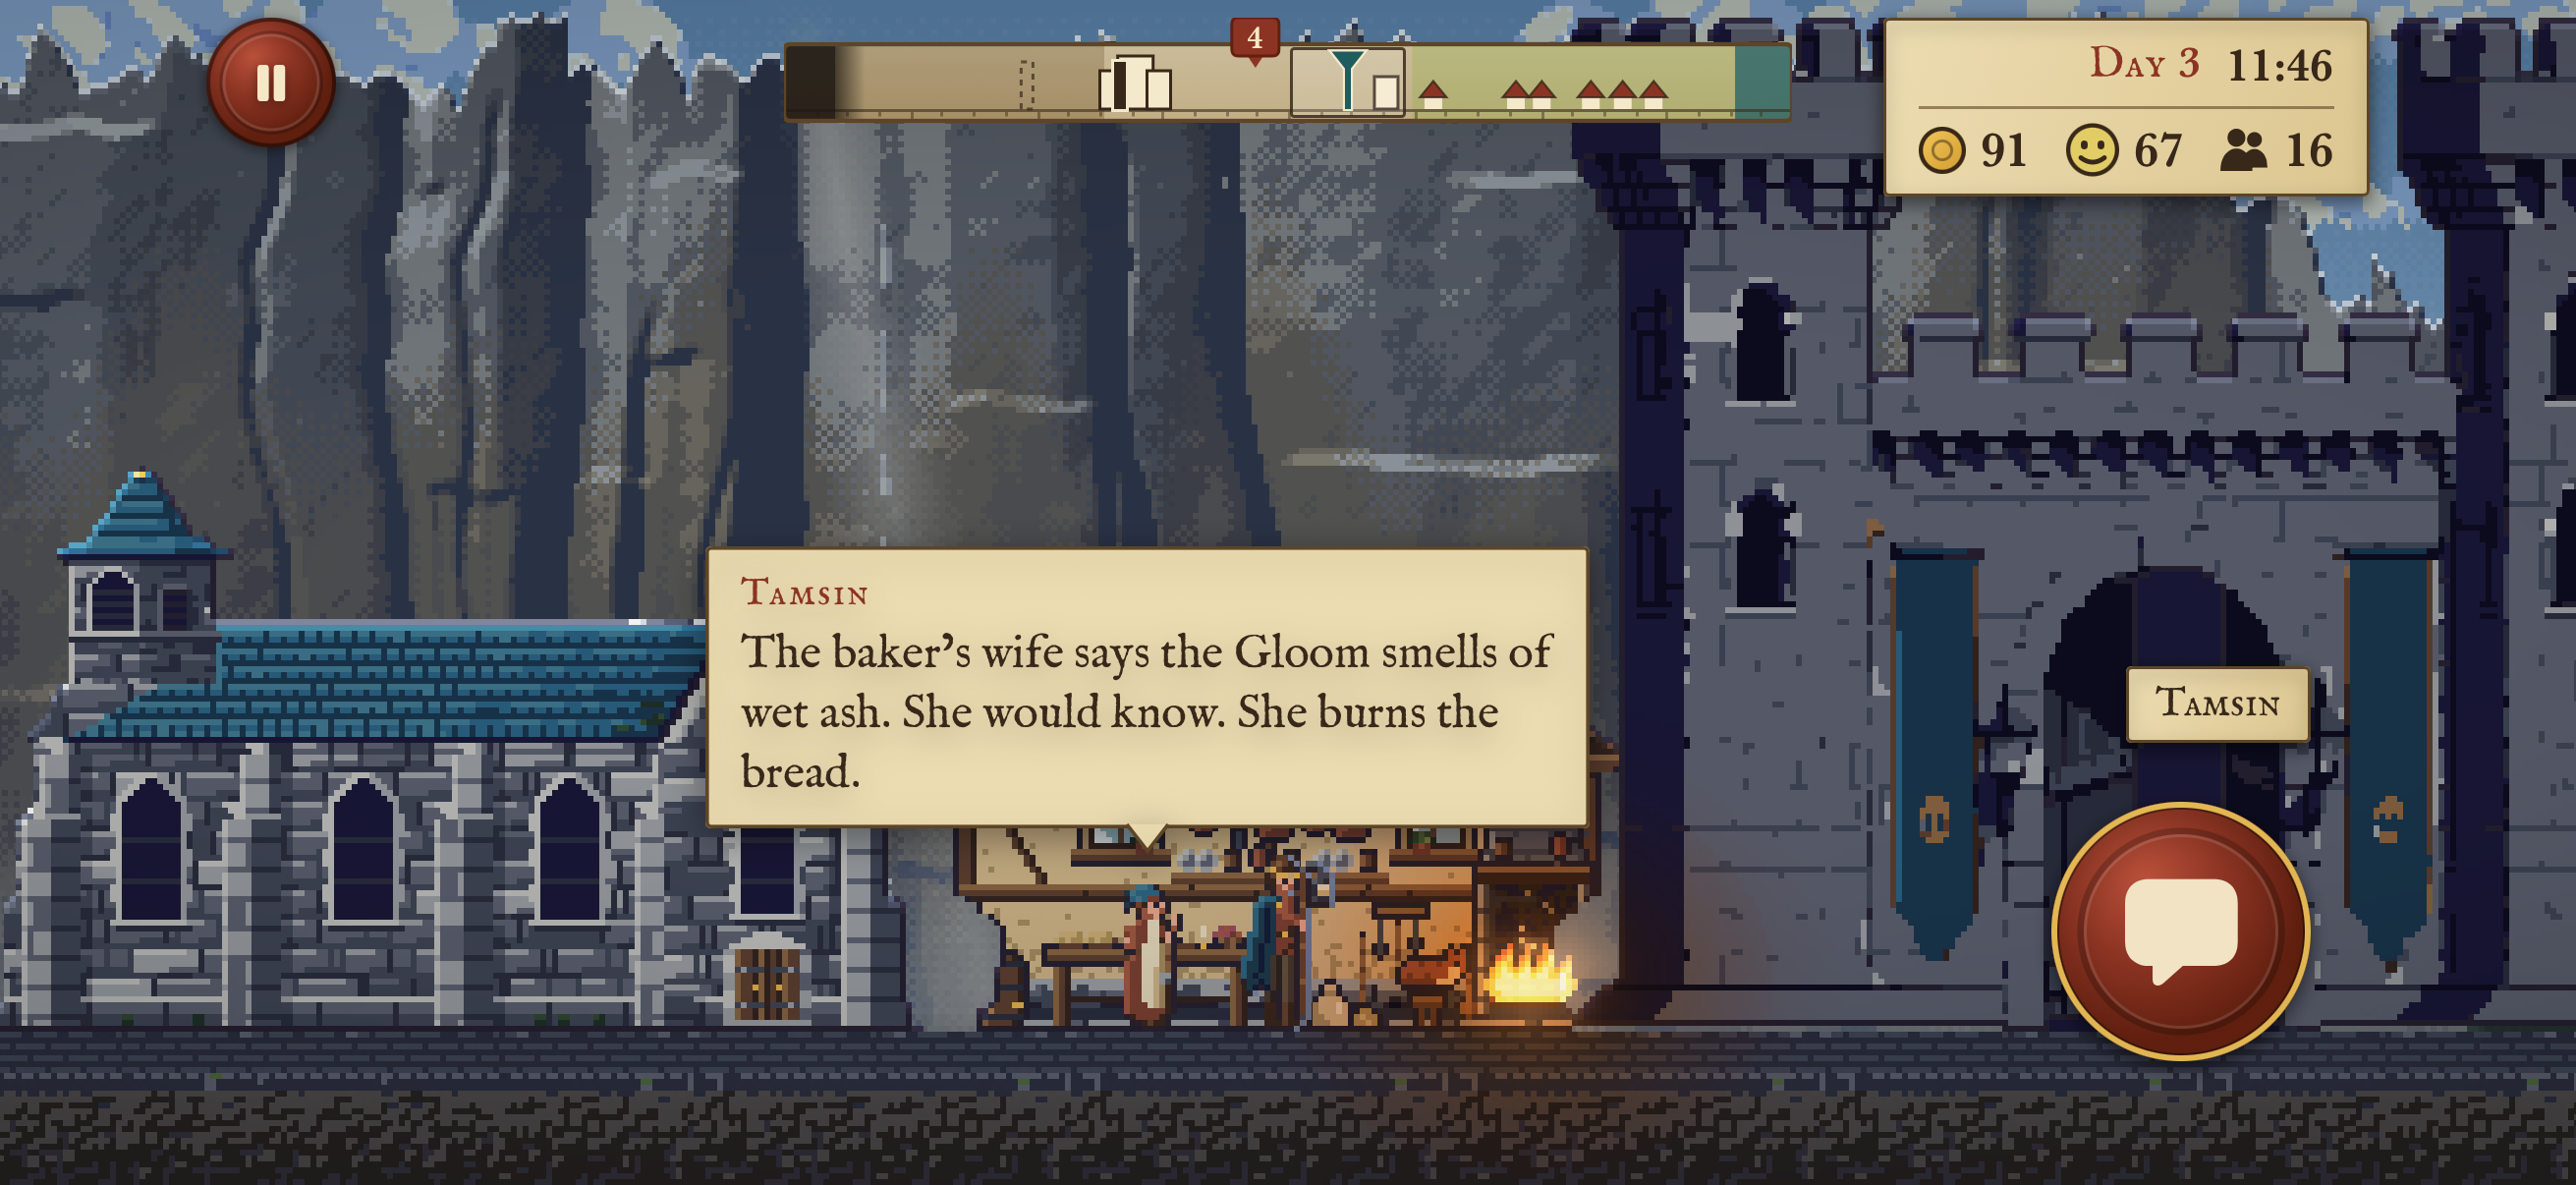 4
Day 3 11:46
91 67 16
Tamsin
The baker's wife says the Gloom smells of
wet ash. She would know. She burns the
bread.
Tamsin